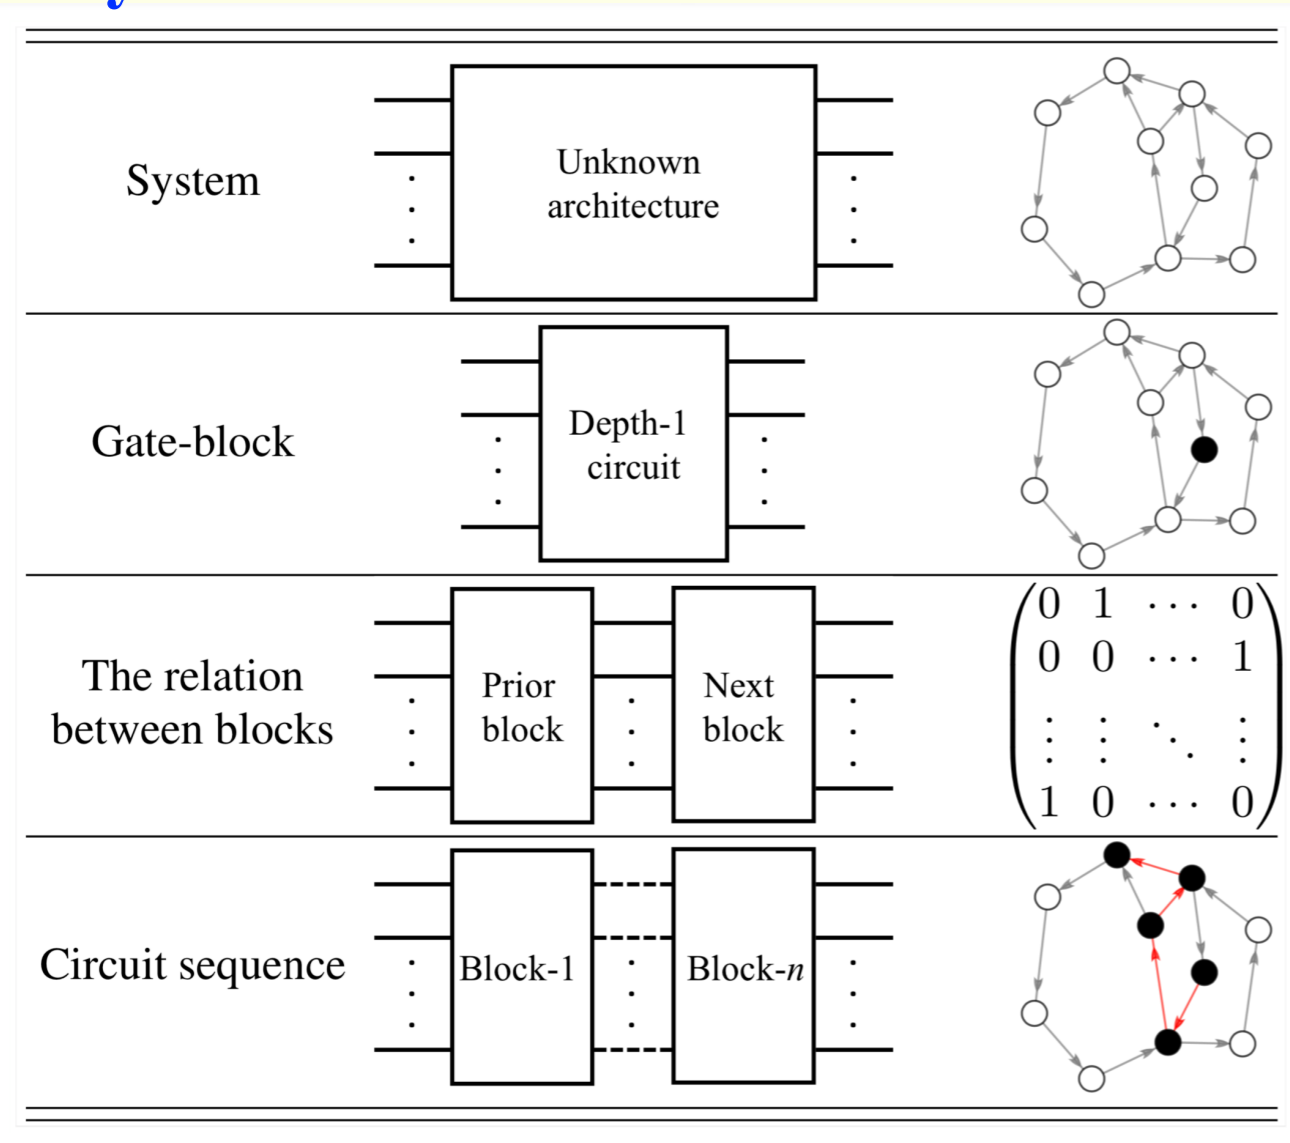 System
Unknown
architecture
Gate-block
Depth-1
circuit
The relation
between blocks
Prior
block
Next
block
0 1 ⋯ 0
0 0 ⋯ 1
⋮ ⋮ ⋱ ⋮
1 0 ⋯ 0
Circuit sequence
Block-1
Block-n